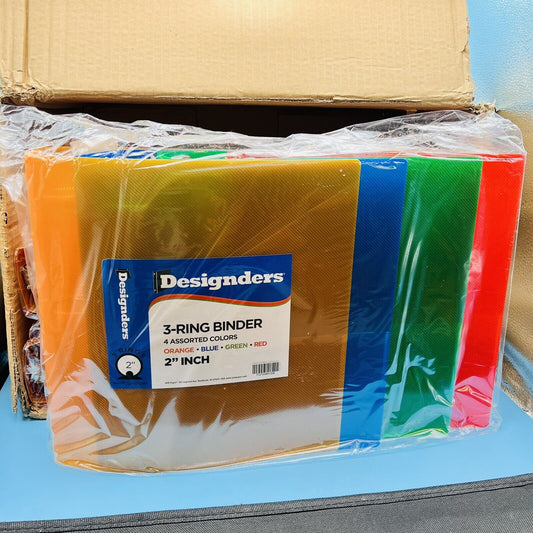 Designders
Designders
3-RING BINDER
4 ASSORTED COLORS
ORANGE • BLUE • GREEN • RED
2" INCH
2"